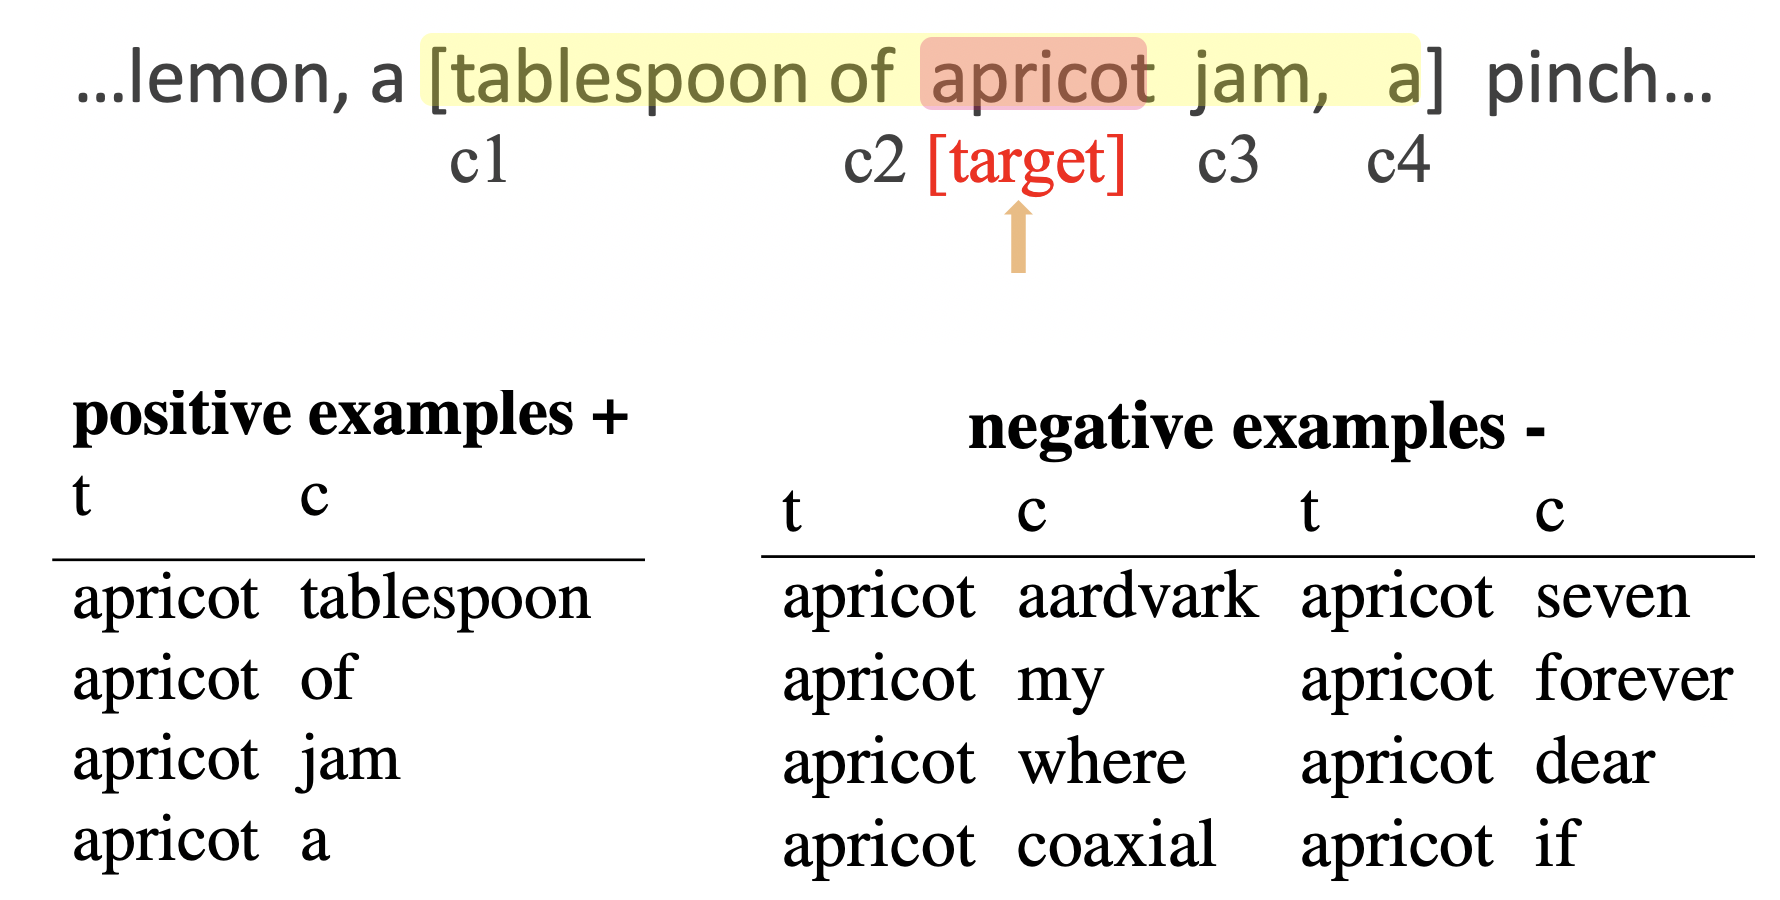 ...lemon, a [tablespoon of apricot jam, a] pinch...
c1 c2 [target] c3 c4
positive examples +
t c
apricot tablespoon
apricot of
apricot jam
apricot a
negative examples -
t c t c
apricot aardvark apricot seven
apricot my apricot forever
apricot where apricot dear
apricot coaxial apricot if